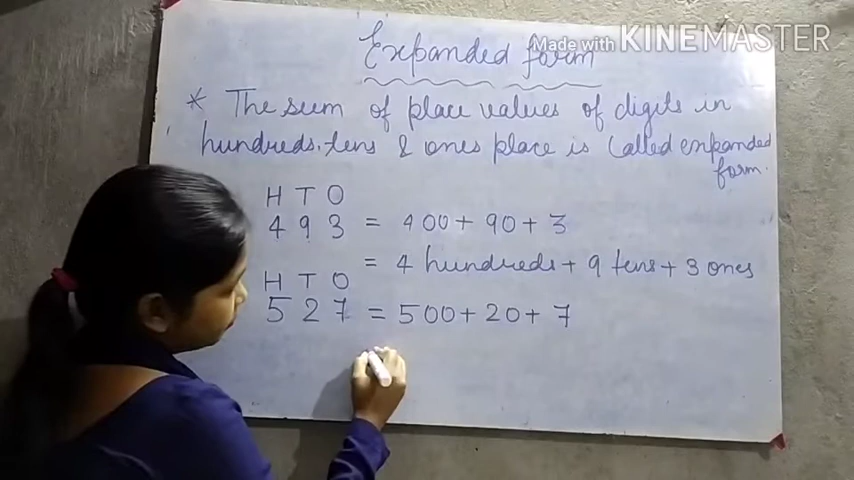 Made with KINEMASTER
Expanded form
* The sum of place values of digits in
hundreds, tens & ones place is Called expanded
form.
H T O
4 9 3 = 400 + 90 + 3
= 4 hundreds + 9 tens + 3 ones
H T O
5 2 7 = 500 + 20 + 7